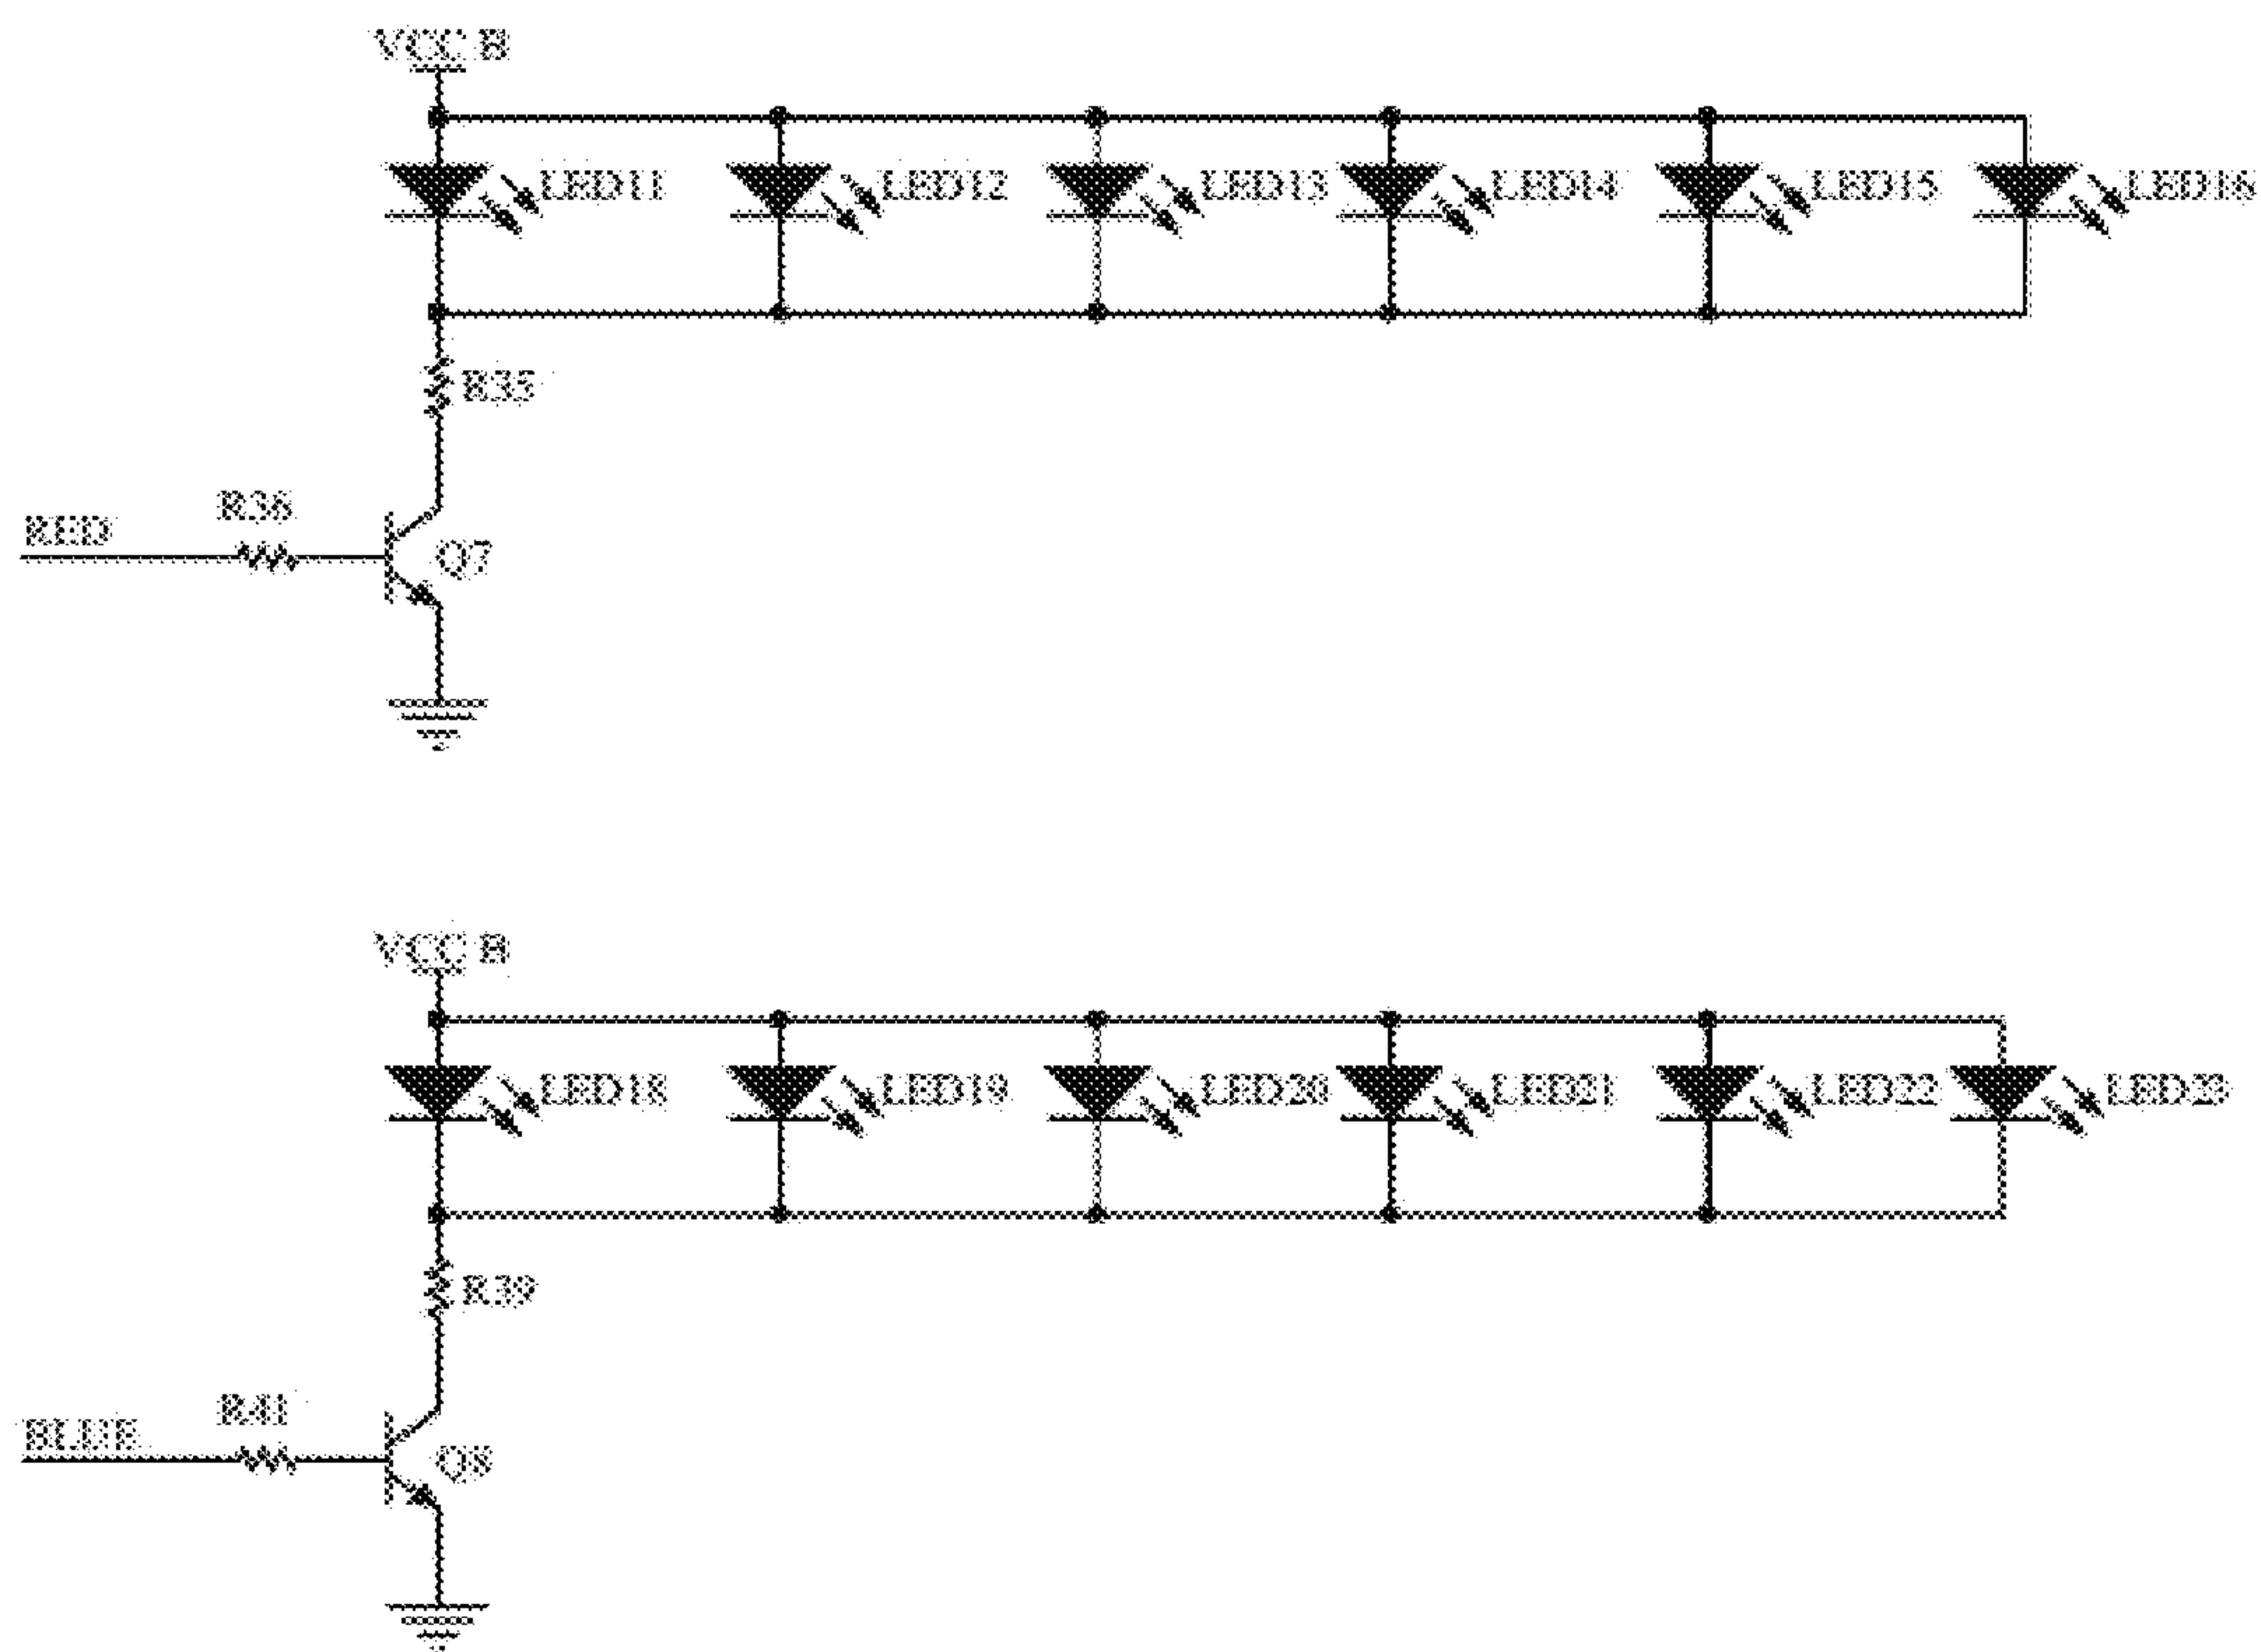 VCC B
LED11 LED12 LED13 LED14 LED15 LED16
R35
R36
RED
Q7
VCC B
LED18 LED19 LED20 LED21 LED22 LED23
R39
R41
BLUE
Q8